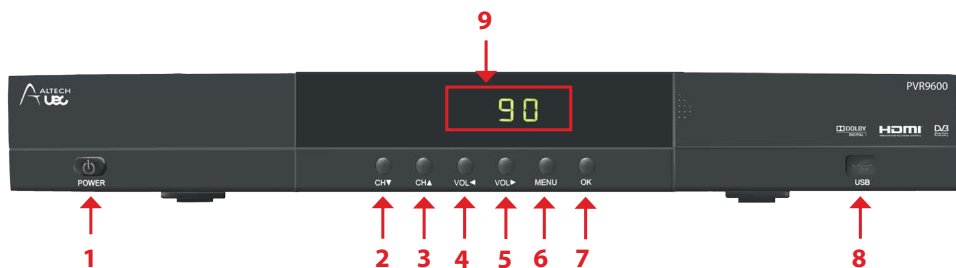 9
ALTECH
UEC
90
PVR9600
DOLBY
DIGITAL
HDMI
DVB
POWER
CH▼
CH▲
VOL◄
VOL►
MENU
OK
USB
1
2
3
4
5
6
7
8